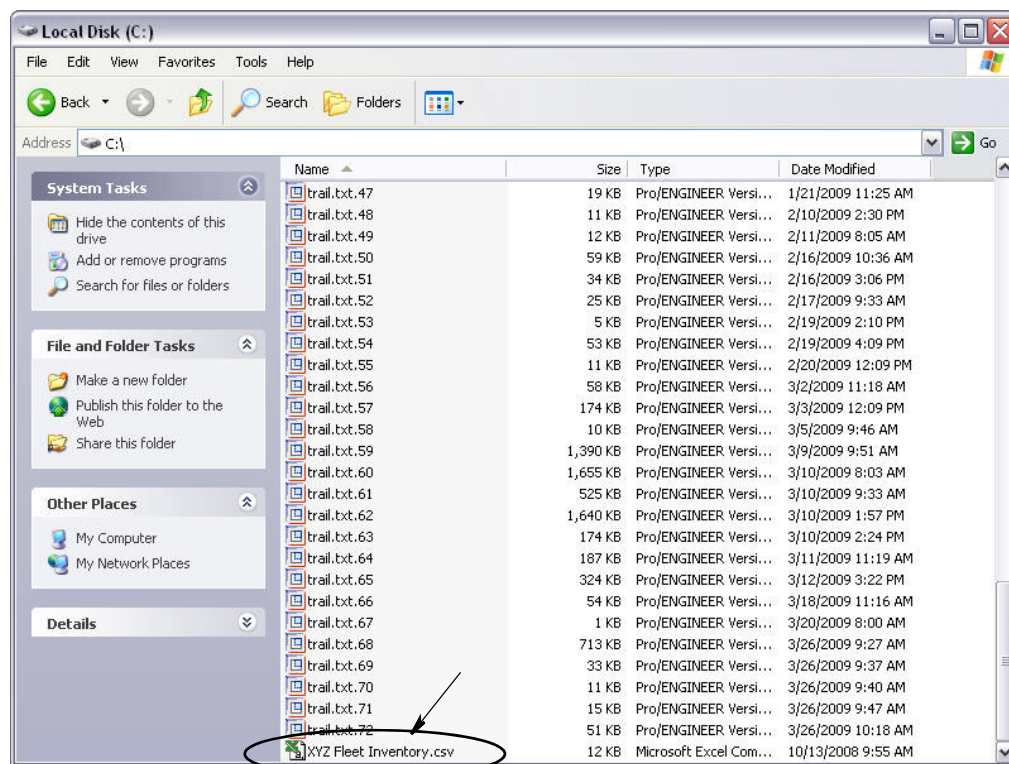 Local Disk (C:)
File Edit View Favorites Tools Help
Back Search Folders
Address C:\ Go
System Tasks
Hide the contents of this
drive
Add or remove programs
Search for files or folders
File and Folder Tasks
Make a new folder
Publish this folder to the
Web
Share this folder
Other Places
My Computer
My Network Places
Details
Name Size Type Date Modified
trail.txt.47 19 KB Pro/ENGINEER Versi... 1/21/2009 11:25 AM
trail.txt.48 11 KB Pro/ENGINEER Versi... 2/10/2009 2:30 PM
trail.txt.49 12 KB Pro/ENGINEER Versi... 2/11/2009 8:05 AM
trail.txt.50 59 KB Pro/ENGINEER Versi... 2/16/2009 10:36 AM
trail.txt.51 34 KB Pro/ENGINEER Versi... 2/16/2009 3:06 PM
trail.txt.52 25 KB Pro/ENGINEER Versi... 2/17/2009 9:33 AM
trail.txt.53 5 KB Pro/ENGINEER Versi... 2/19/2009 2:10 PM
trail.txt.54 53 KB Pro/ENGINEER Versi... 2/19/2009 4:09 PM
trail.txt.55 11 KB Pro/ENGINEER Versi... 2/20/2009 12:09 PM
trail.txt.56 58 KB Pro/ENGINEER Versi... 3/2/2009 11:18 AM
trail.txt.57 174 KB Pro/ENGINEER Versi... 3/3/2009 12:09 PM
trail.txt.58 10 KB Pro/ENGINEER Versi... 3/5/2009 9:46 AM
trail.txt.59 1,390 KB Pro/ENGINEER Versi... 3/9/2009 9:51 AM
trail.txt.60 1,655 KB Pro/ENGINEER Versi... 3/10/2009 8:03 AM
trail.txt.61 525 KB Pro/ENGINEER Versi... 3/10/2009 9:33 AM
trail.txt.62 1,640 KB Pro/ENGINEER Versi... 3/10/2009 1:57 PM
trail.txt.63 174 KB Pro/ENGINEER Versi... 3/10/2009 2:24 PM
trail.txt.64 187 KB Pro/ENGINEER Versi... 3/11/2009 11:19 AM
trail.txt.65 324 KB Pro/ENGINEER Versi... 3/12/2009 3:22 PM
trail.txt.66 54 KB Pro/ENGINEER Versi... 3/18/2009 11:16 AM
trail.txt.67 1 KB Pro/ENGINEER Versi... 3/20/2009 8:00 AM
trail.txt.68 713 KB Pro/ENGINEER Versi... 3/26/2009 9:27 AM
trail.txt.69 33 KB Pro/ENGINEER Versi... 3/26/2009 9:37 AM
trail.txt.70 11 KB Pro/ENGINEER Versi... 3/26/2009 9:40 AM
trail.txt.71 15 KB Pro/ENGINEER Versi... 3/26/2009 9:47 AM
trail.txt.72 51 KB Pro/ENGINEER Versi... 3/26/2009 10:18 AM
XYZ Fleet Inventory.csv 12 KB Microsoft Excel Com... 10/13/2008 9:55 AM